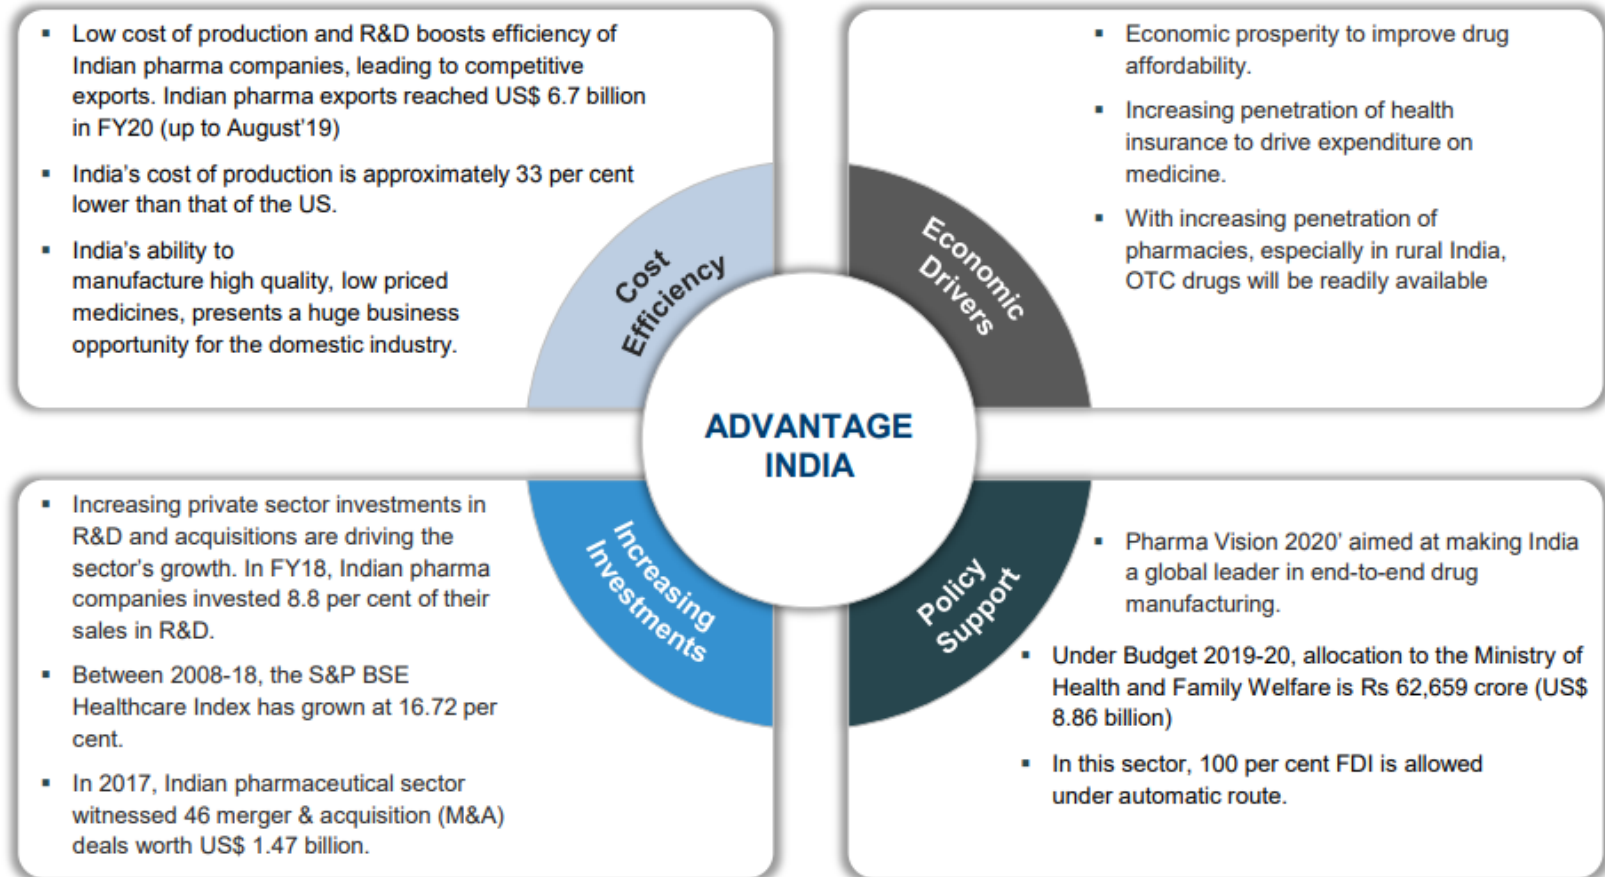 ▪ Low cost of production and R&D boosts efficiency of
Indian pharma companies, leading to competitive
exports. Indian pharma exports reached US$ 6.7 billion
in FY20 (up to August'19)
▪ India's cost of production is approximately 33 per cent
lower than that of the US.
▪ India's ability to
manufacture high quality, low priced
medicines, presents a huge business
opportunity for the domestic industry.
Cost
Efficiency
▪ Economic prosperity to improve drug
affordability.
▪ Increasing penetration of health
insurance to drive expenditure on
medicine.
▪ With increasing penetration of
pharmacies, especially in rural India,
OTC drugs will be readily available
Economic
Drivers
ADVANTAGE
INDIA
▪ Increasing private sector investments in
R&D and acquisitions are driving the
sector's growth. In FY18, Indian pharma
companies invested 8.8 per cent of their
sales in R&D.
▪ Between 2008-18, the S&P BSE
Healthcare Index has grown at 16.72 per
cent.
▪ In 2017, Indian pharmaceutical sector
witnessed 46 merger & acquisition (M&A)
deals worth US$ 1.47 billion.
Increasing
Investments
▪ Pharma Vision 2020' aimed at making India
a global leader in end-to-end drug
manufacturing.
▪ Under Budget 2019-20, allocation to the Ministry of
Health and Family Welfare is Rs 62,659 crore (US$
8.86 billion)
▪ In this sector, 100 per cent FDI is allowed
under automatic route.
Policy
Support